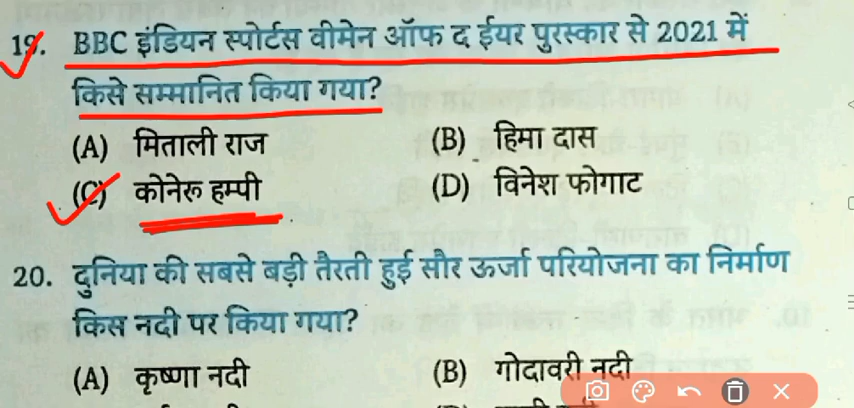 19. BBC इंडियन स्पोर्टस वीमेन ऑफ द ईयर पुरस्कार से 2021 में
किसे सम्मानित किया गया?
(A) मिताली राज (B) हिमा दास
(C) कोनेरू हम्पी (D) विनेश फोगाट
20. दुनिया की सबसे बड़ी तैरती हुई सौर ऊर्जा परियोजना का निर्माण
किस नदी पर किया गया?
(A) कृष्णा नदी (B) गोदावरी नदी